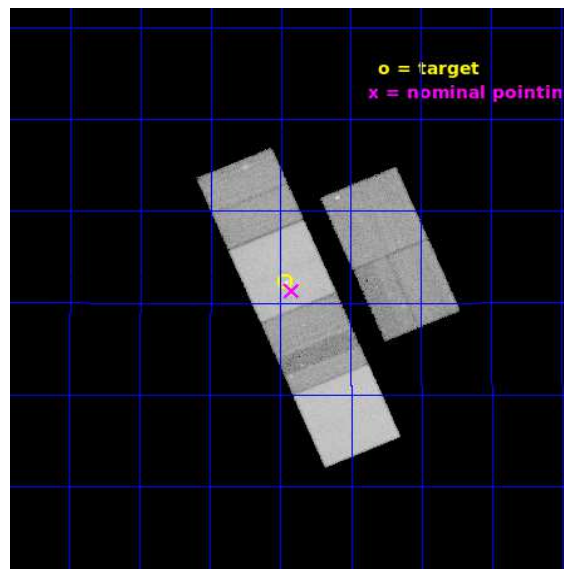 o = target
x = nominal pointin